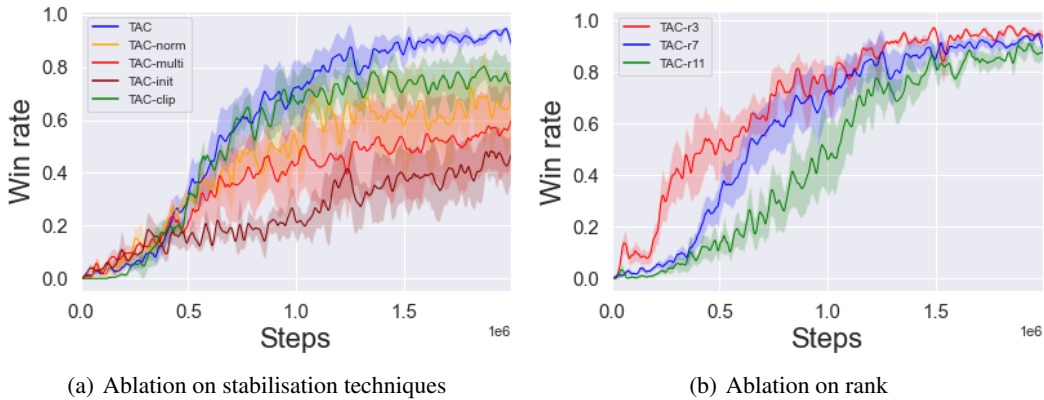 1.0
0.8
0.6
0.4
0.2
0.0
Win rate
TAC
TAC-norm
TAC-multi
TAC-init
TAC-clip
0.0 0.5 1.0 1.5
1e6
Steps
(a) Ablation on stabilisation techniques
1.0
0.8
0.6
0.4
0.2
0.0
Win rate
TAC-r3
TAC-r7
TAC-r11
0.0 0.5 1.0 1.5
1e6
Steps
(b) Ablation on rank